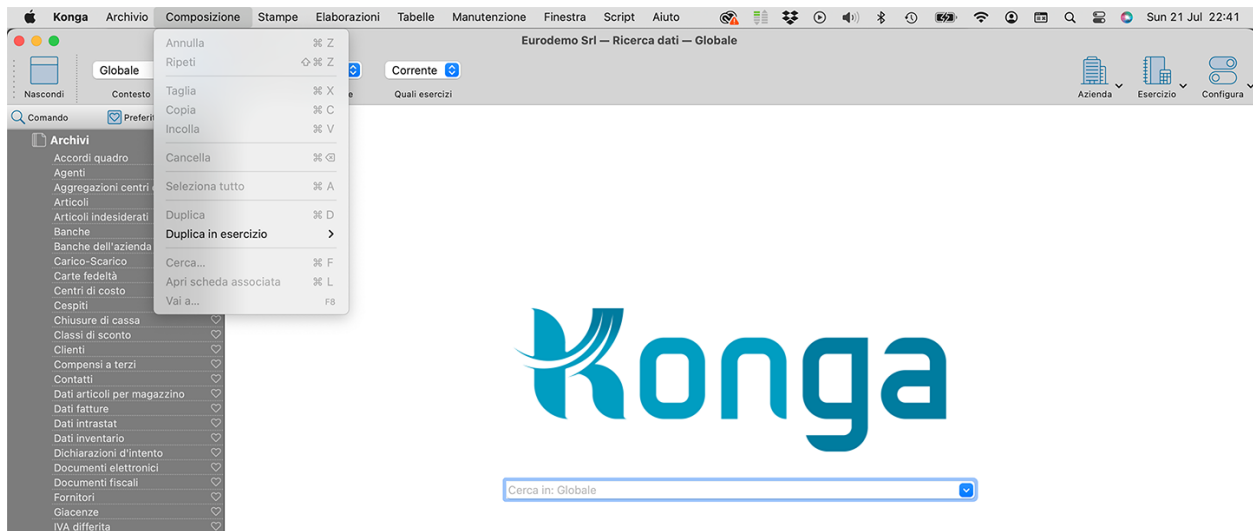 Konga Archivio Composizione Stampe Elaborazioni Tabelle Manutenzione Finestra Script Aiuto Sun 21 Jul 22:41
Eurodemo Srl — Ricerca dati — Globale
Globale
Corrente
Nascondi
Contesto
Quali esercizi
Azienda
Esercizio
Configura
Comando
Annulla ⌘ Z
Ripeti ⇧ ⌘ Z
Taglia ⌘ X
Copia ⌘ C
Incolla ⌘ V
Cancella ⌘ ⌫
Seleziona tutto ⌘ A
Duplica ⌘ D
Duplica in esercizio >
Cerca... ⌘ F
Apri scheda associata ⌘ L
Vai a... F8
Archivi
Accordi quadro
Agenti
Aggregazioni centri
Articoli
Articoli indesiderati
Banche
Banche dell'azienda
Carico-Scarico
Carte fedeltà
Centri di costo
Cespiti
Chiusure di cassa
Classi di sconto
Clienti
Compensi a terzi
Contatti
Dati articoli per magazzino
Dati fatture
Dati intrastat
Dati inventario
Dichiarazioni d'intento
Documenti elettronici
Documenti fiscali
Fornitori
Giacenze
IVA differita
Konga
Cerca in: Globale